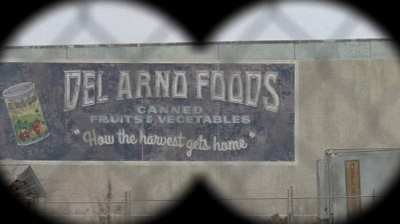 DEL ARNO FOODS
CANNED
FRUITS & VEGETABLES
"How the harvest gets home"